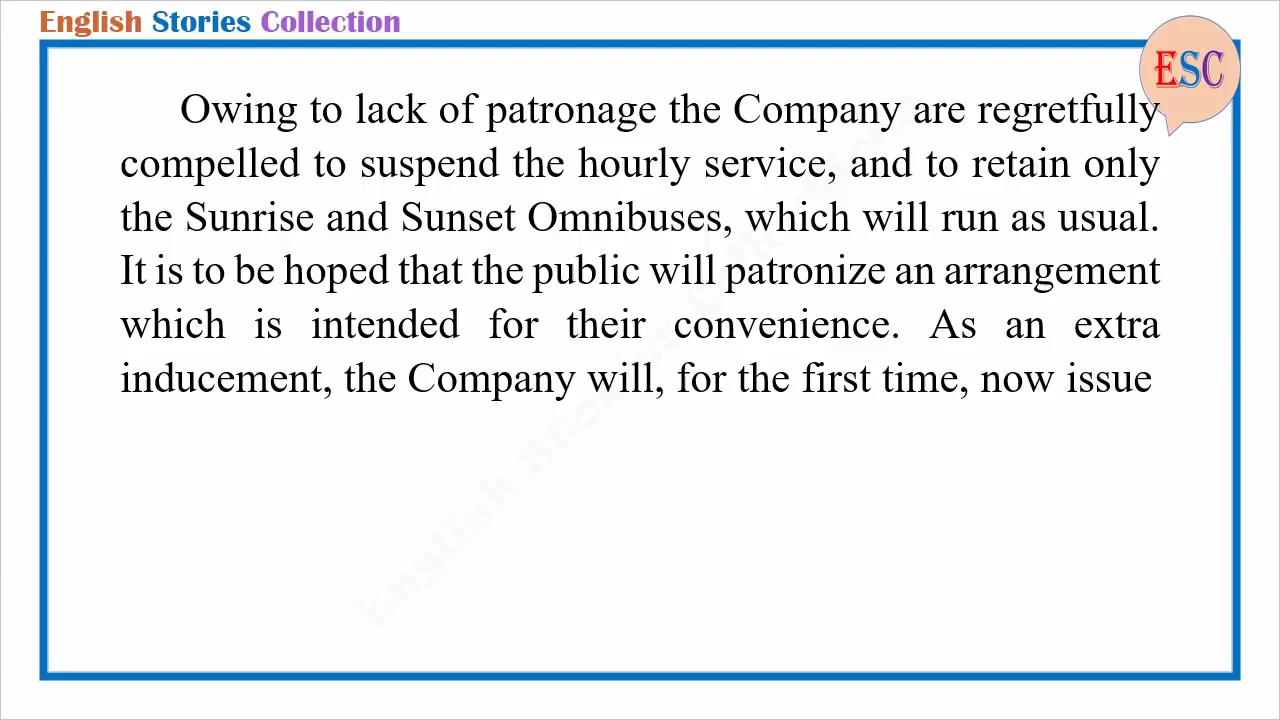 English Stories Collection
ESC
Owing to lack of patronage the Company are regretfully
compelled to suspend the hourly service, and to retain only
the Sunrise and Sunset Omnibuses, which will run as usual.
It is to be hoped that the public will patronize an arrangement
which is intended for their convenience. As an extra
inducement, the Company will, for the first time, now issue
English Stories Collection